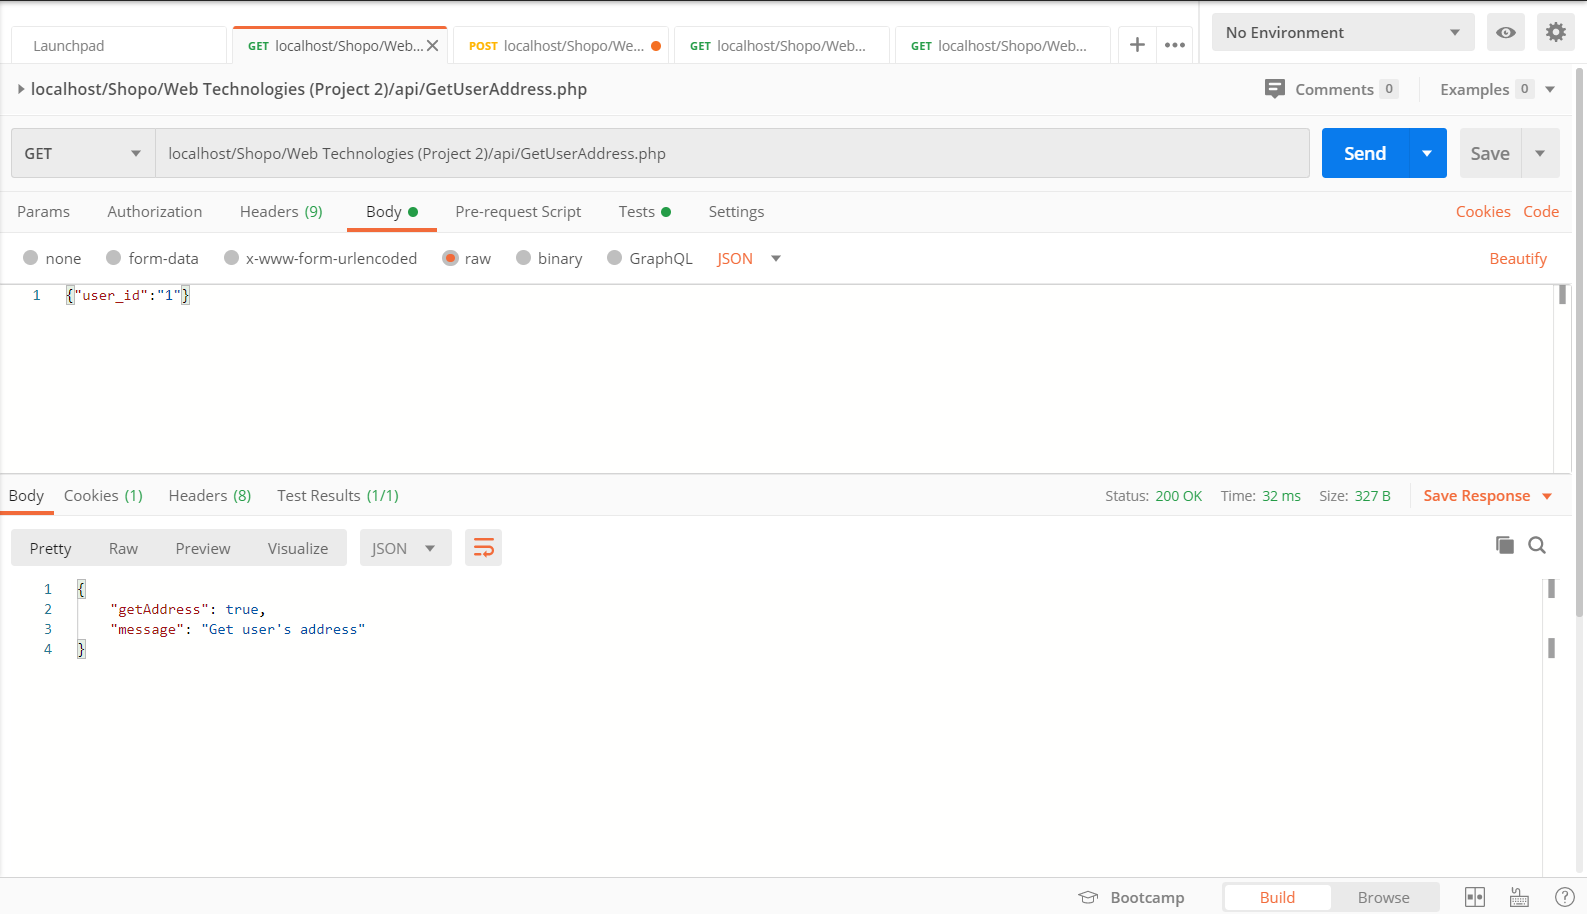 Launchpad
GET localhost/Shopo/Web...
POST localhost/Shopo/We...
GET localhost/Shopo/Web...
GET localhost/Shopo/Web...
No Environment
localhost/Shopo/Web Technologies (Project 2)/api/GetUserAddress.php
Comments 0
Examples 0
GET
localhost/Shopo/Web Technologies (Project 2)/api/GetUserAddress.php
Send
Save
Params Authorization Headers (9) Body Pre-request Script Tests Settings Cookies Code
none form-data x-www-form-urlencoded raw binary GraphQL JSON Beautify
1 {"user_id":"1"}
Body Cookies (1) Headers (8) Test Results (1/1) Status: 200 OK Time: 32 ms Size: 327 B Save Response
Pretty Raw Preview Visualize JSON
1 {
2 "getAddress": true,
3 "message": "Get user's address"
4 }
Bootcamp Build Browse